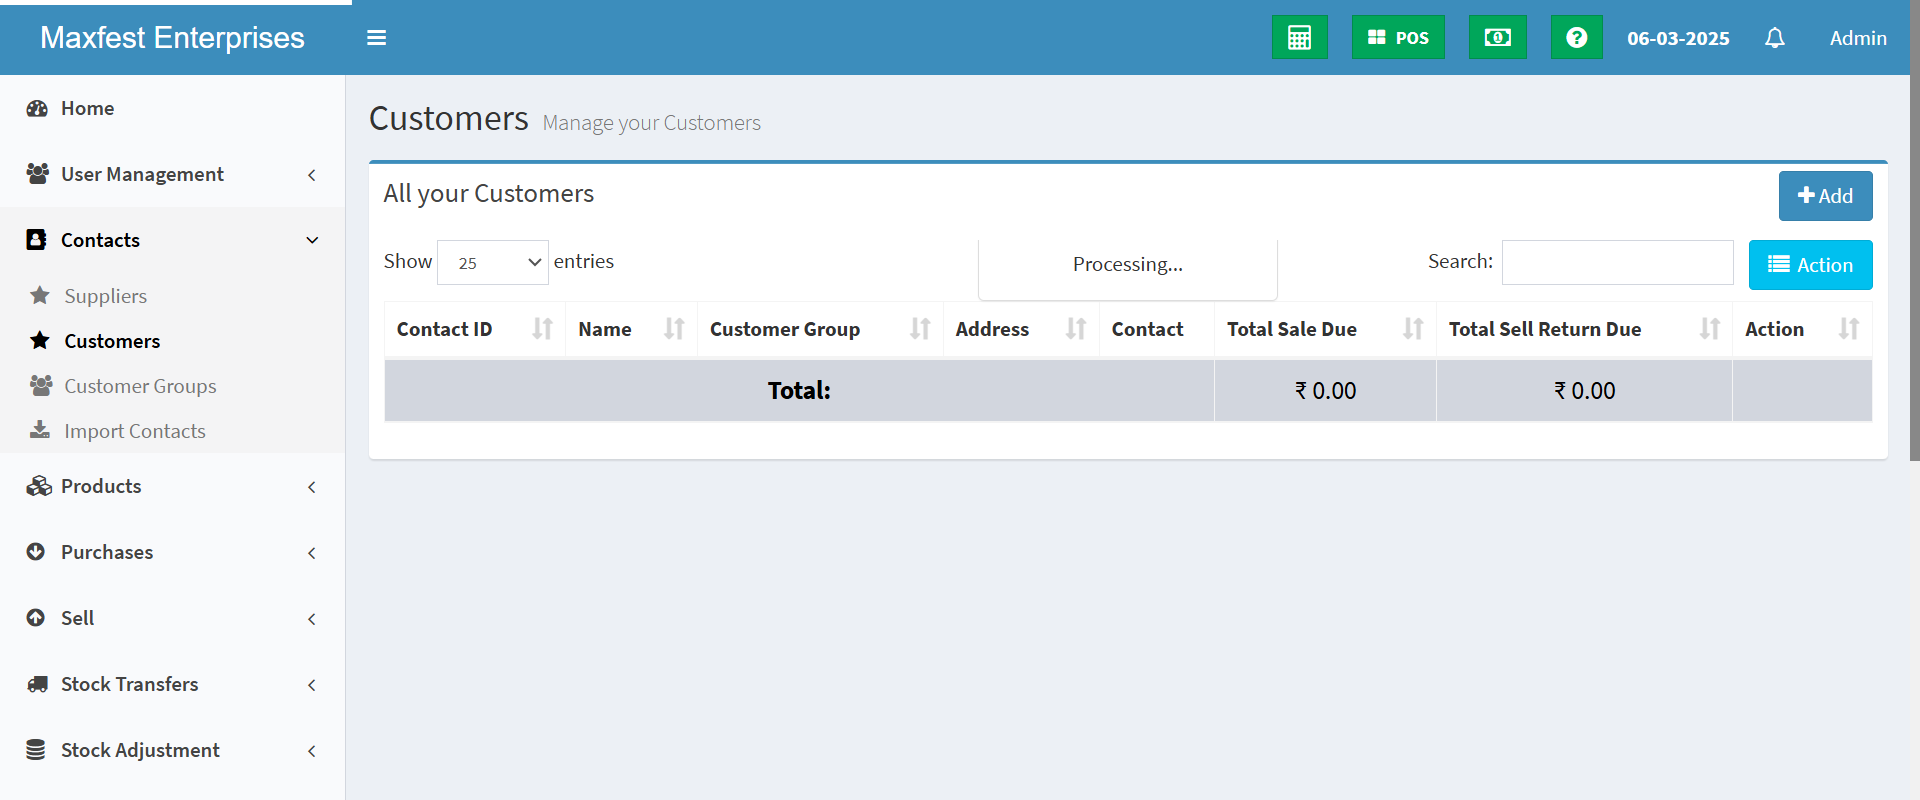 Maxfest Enterprises
POS
06-03-2025
Admin
Home
User Management
Contacts
Suppliers
Customers
Customer Groups
Import Contacts
Products
Purchases
Sell
Stock Transfers
Stock Adjustment
Customers Manage your Customers
All your Customers
Add
Show 25 entries
Processing...
Search:
Action
Contact ID Name Customer Group Address Contact Total Sale Due Total Sell Return Due Action
Total: ₹ 0.00 ₹ 0.00